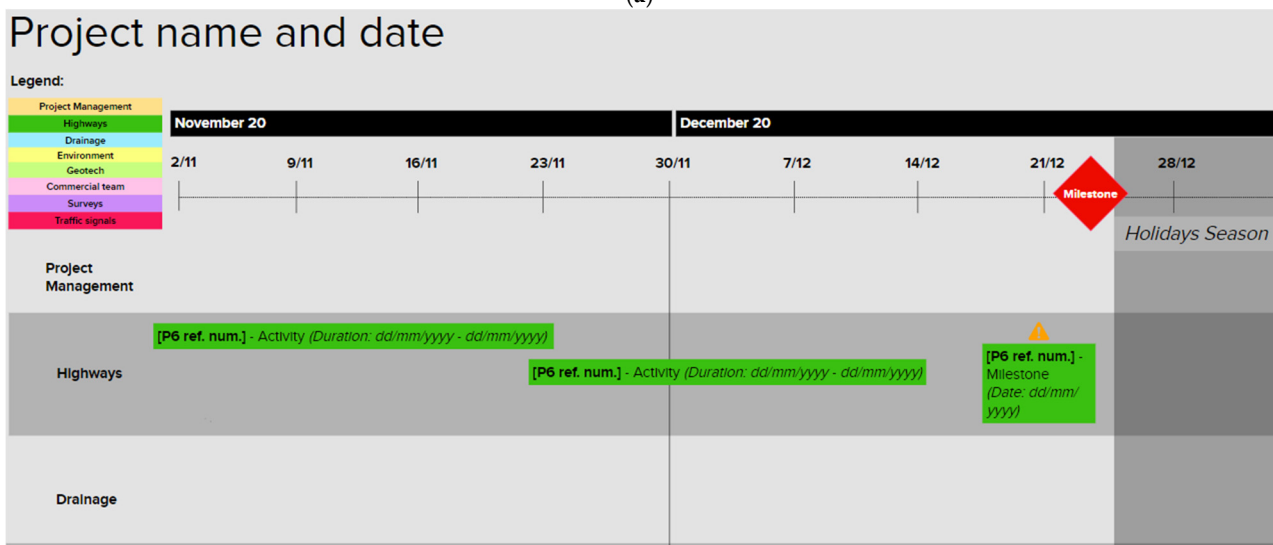 (a)
Project name and date
Legend:
Project Management
Highways
Drainage
Environment
Geotech
Commercial team
Surveys
Traffic signals
November 20
December 20
2/11 9/11 16/11 23/11 30/11 7/12 14/12 21/12 28/12
Milestone
Holidays Season
Project
Management
Highways
[P6 ref. num.] - Activity (Duration: dd/mm/yyyy - dd/mm/yyyy)
[P6 ref. num.] - Activity (Duration: dd/mm/yyyy - dd/mm/yyyy)
[P6 ref. num.] -
Milestone
(Date: dd/mm/
yyyy)
Drainage